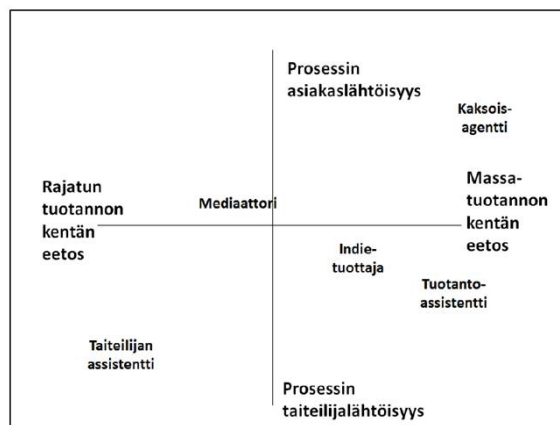 Prosessin
asiakaslähtöisyys
Kaksois-
agentti
Rajatun
tuotannon
kentän
eetos
Mediaattori
Massa-
tuotannon
kentän
eetos
Indie-
tuottaja
Tuotanto-
assistentti
Taiteilijan
assistentti
Prosessin
taiteilijalähtöisyys